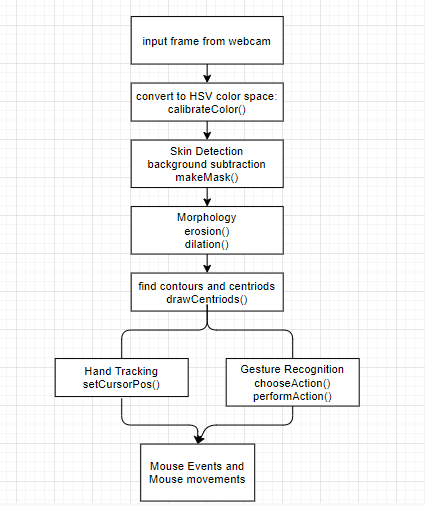 input frame from webcam
convert to HSV color space:
calibrateColor()
Skin Detection
background subtraction
makeMask()
Morphology
erosion()
dilation()
find contours and centriods
drawCentriods()
Hand Tracking
setCursorPos()
Gesture Recognition
chooseAction()
performAction()
Mouse Events and
Mouse movements